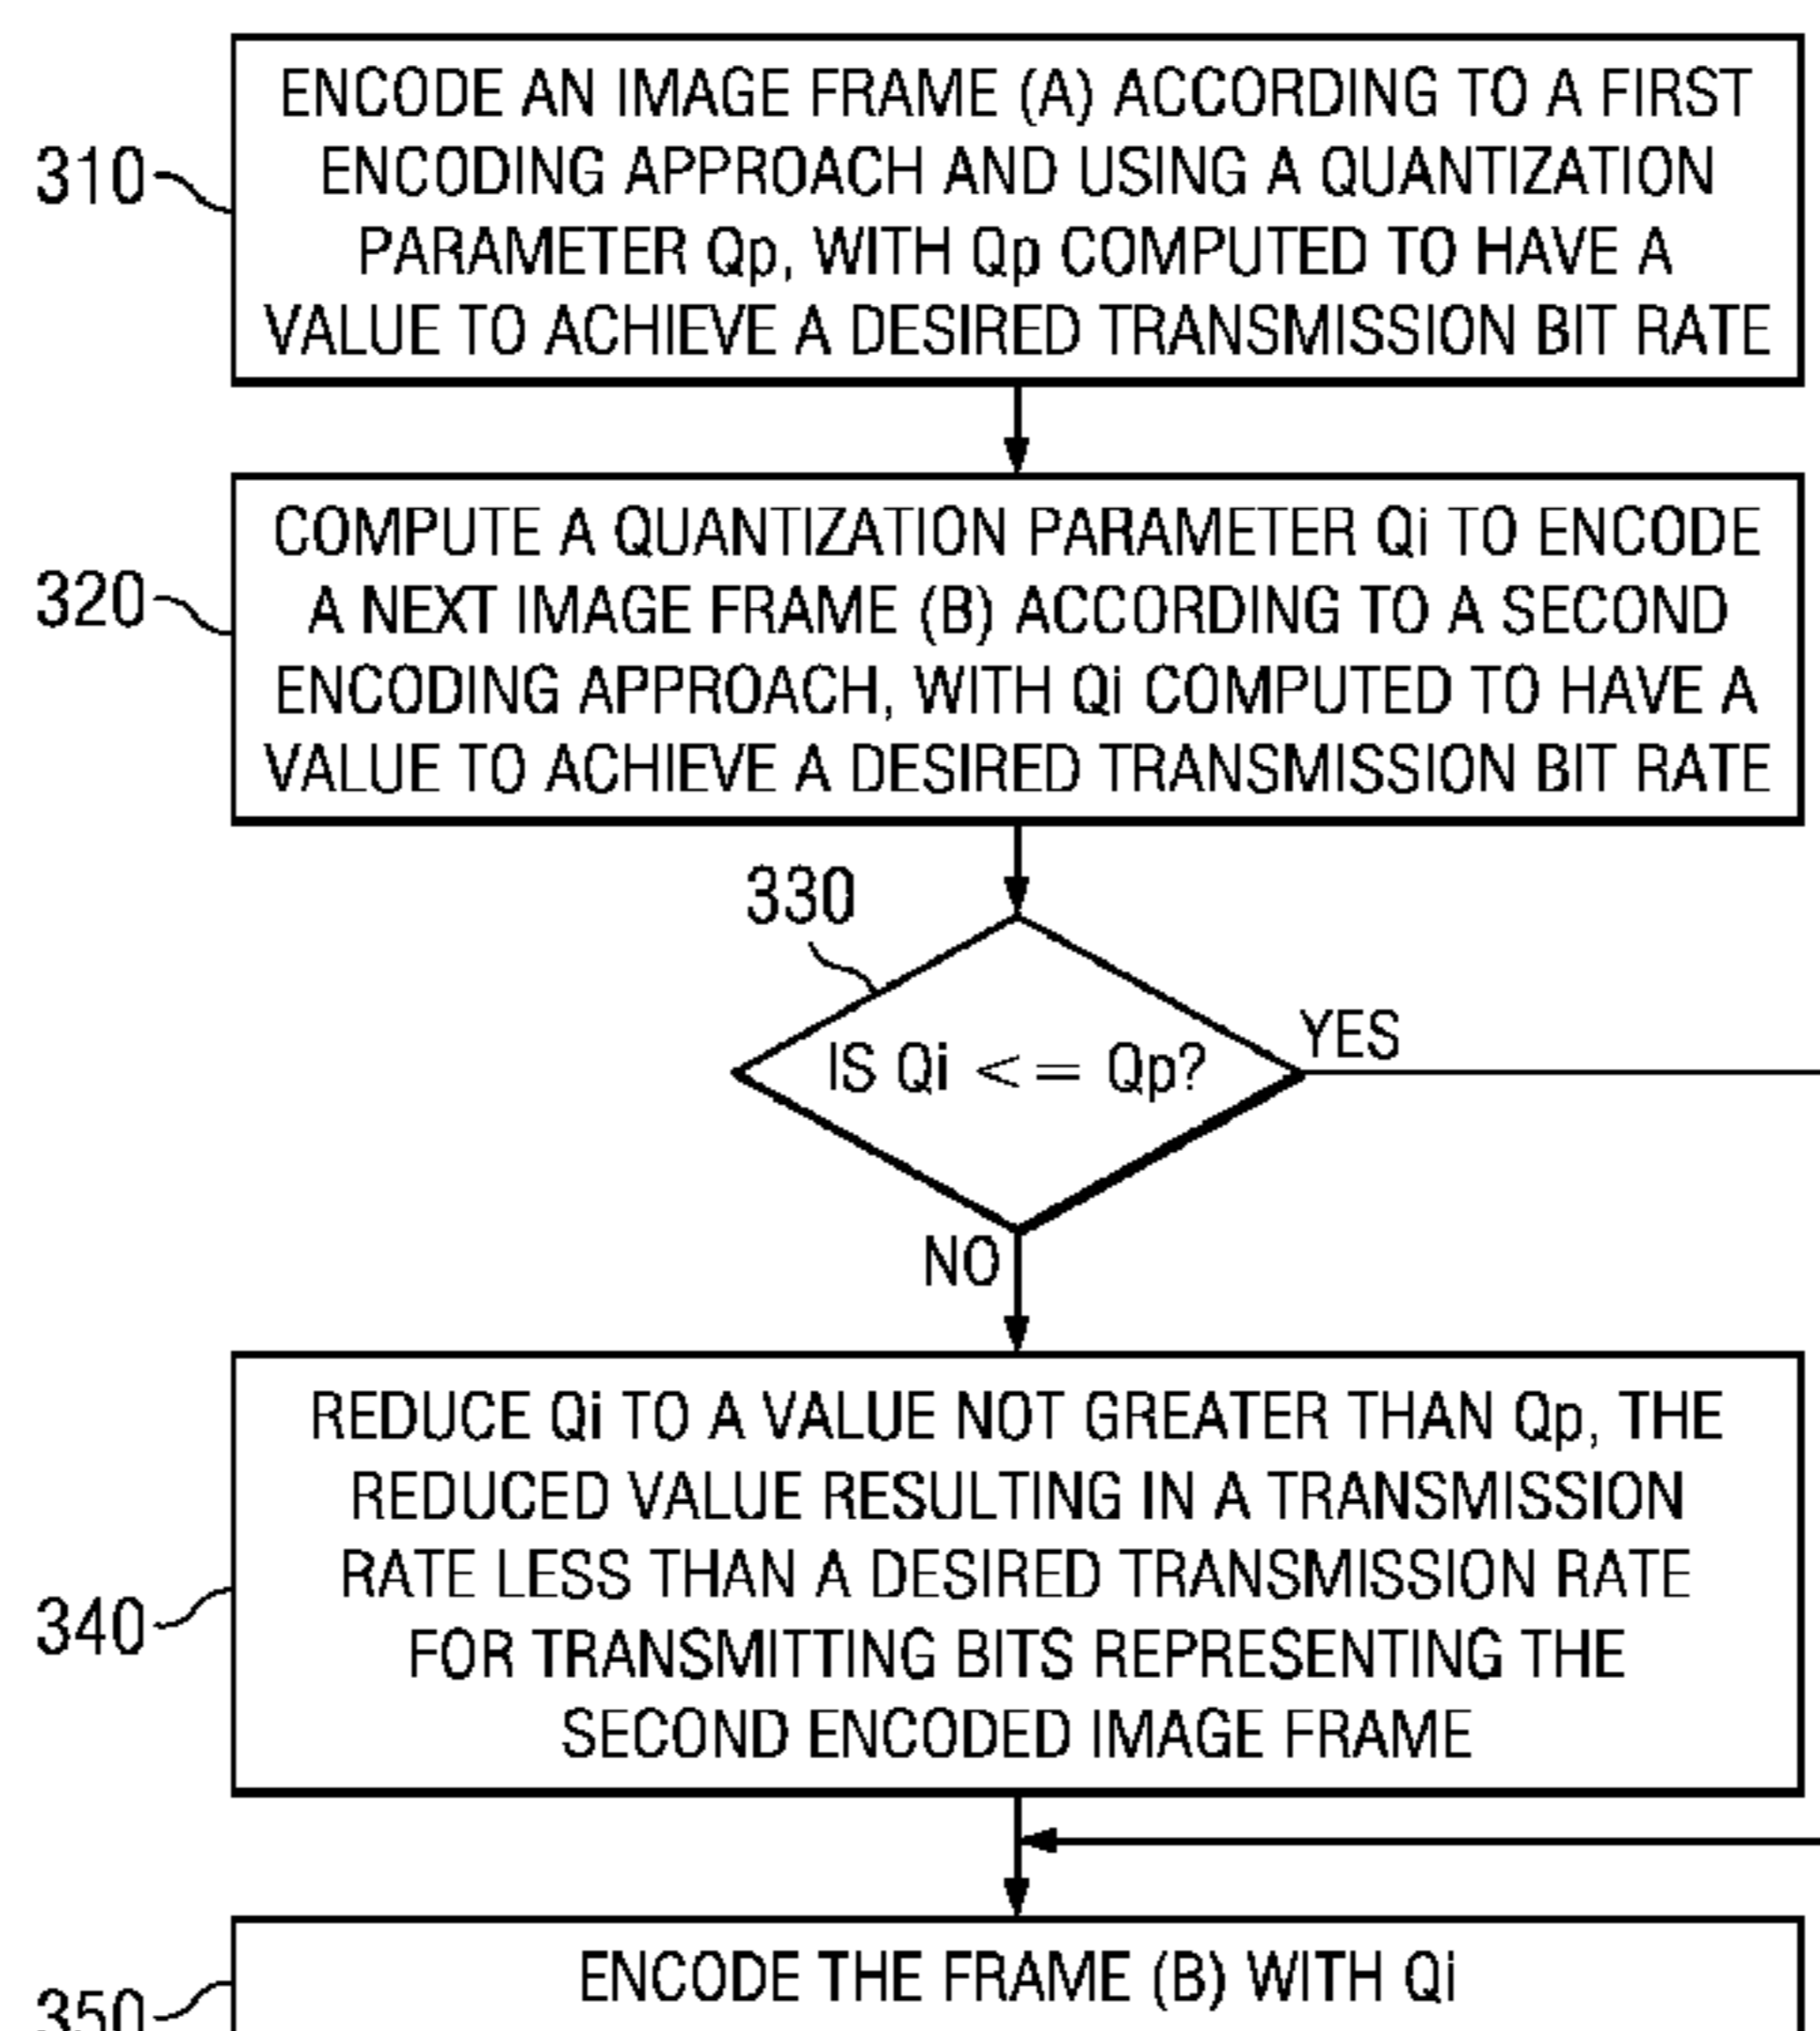 310
ENCODE AN IMAGE FRAME (A) ACCORDING TO A FIRST
ENCODING APPROACH AND USING A QUANTIZATION
PARAMETER Qp, WITH Qp COMPUTED TO HAVE A
VALUE TO ACHIEVE A DESIRED TRANSMISSION BIT RATE
320
COMPUTE A QUANTIZATION PARAMETER Qi TO ENCODE
A NEXT IMAGE FRAME (B) ACCORDING TO A SECOND
ENCODING APPROACH, WITH Qi COMPUTED TO HAVE A
VALUE TO ACHIEVE A DESIRED TRANSMISSION BIT RATE
330
IS Qi < = Qp?
YES
NO
340
REDUCE Qi TO A VALUE NOT GREATER THAN Qp, THE
REDUCED VALUE RESULTING IN A TRANSMISSION
RATE LESS THAN A DESIRED TRANSMISSION RATE
FOR TRANSMITTING BITS REPRESENTING THE
SECOND ENCODED IMAGE FRAME
350
ENCODE THE FRAME (B) WITH Qi